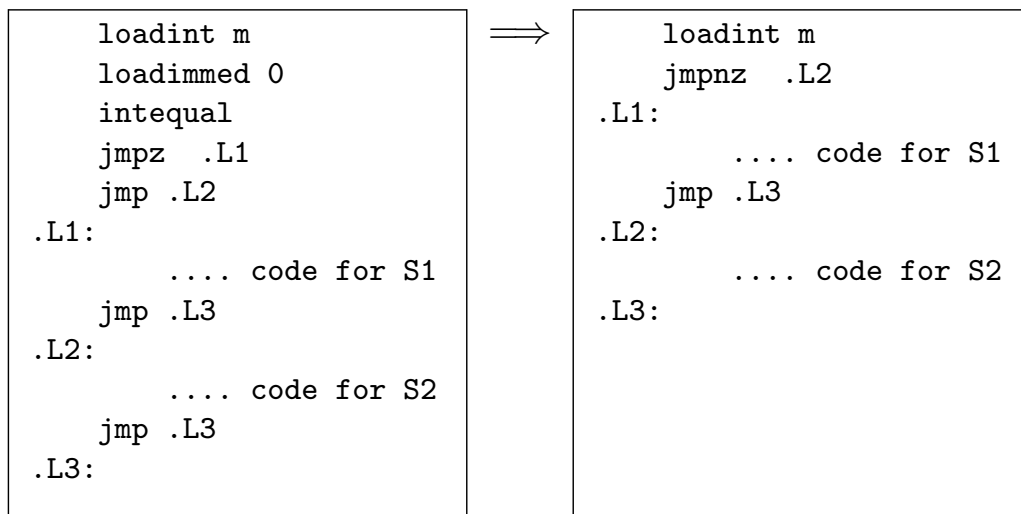 loadint m
loadimmed 0
intequal
jmpz .L1
jmp .L2
.L1:
.... code for S1
jmp .L3
.L2:
.... code for S2
jmp .L3
.L3:
⟹
loadint m
jmpnz .L2
.L1:
.... code for S1
jmp .L3
.L2:
.... code for S2
.L3: